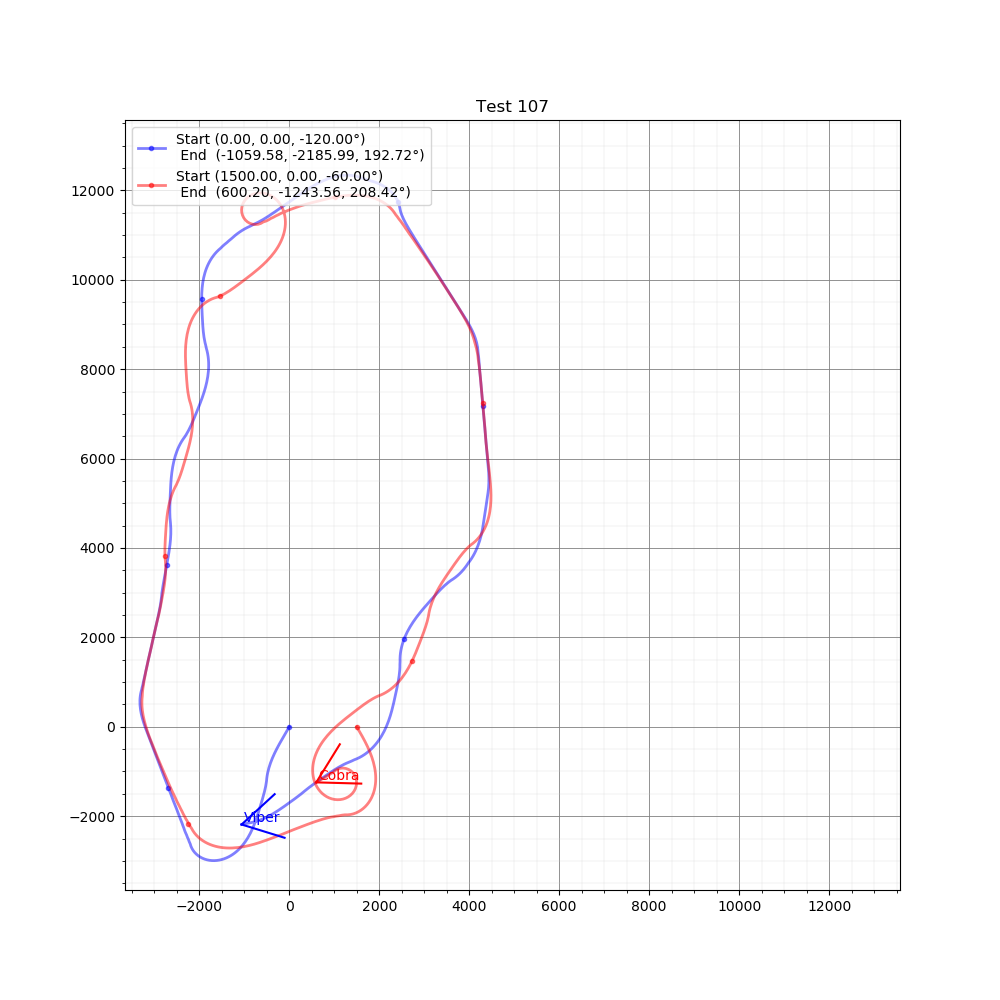 Test 107
Start (0.00, 0.00, -120.00°)
End (-1059.58, -2185.99, 192.72°)
Start (1500.00, 0.00, -60.00°)
End (600.20, -1243.56, 208.42°)
12000
10000
8000
6000
4000
2000
0
−2000
Cobra
Viper
−2000 0 2000 4000 6000 8000 10000 12000